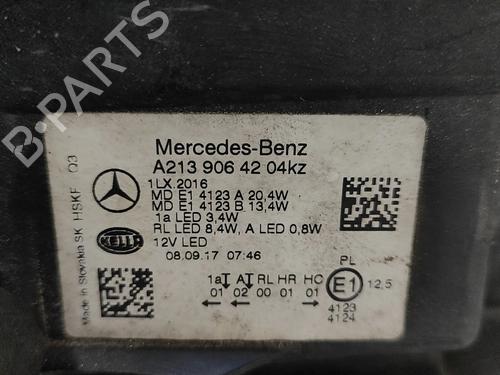 B-PARTS
Mercedes-Benz
A213 906 42 04kz
1LX.2016
MD E1 4123 A 20,4W
MD E1 4123 B 13,4W
1a LED 3,4W
RL LED 8,4W, A LED 0,8W
12V LED
08.09.17 07:46
HELLA
Made in Slovakia SK HSKF 03
1a A RL HR HC
01 02 00 01 01
PL
E1 12,5
4123
4124